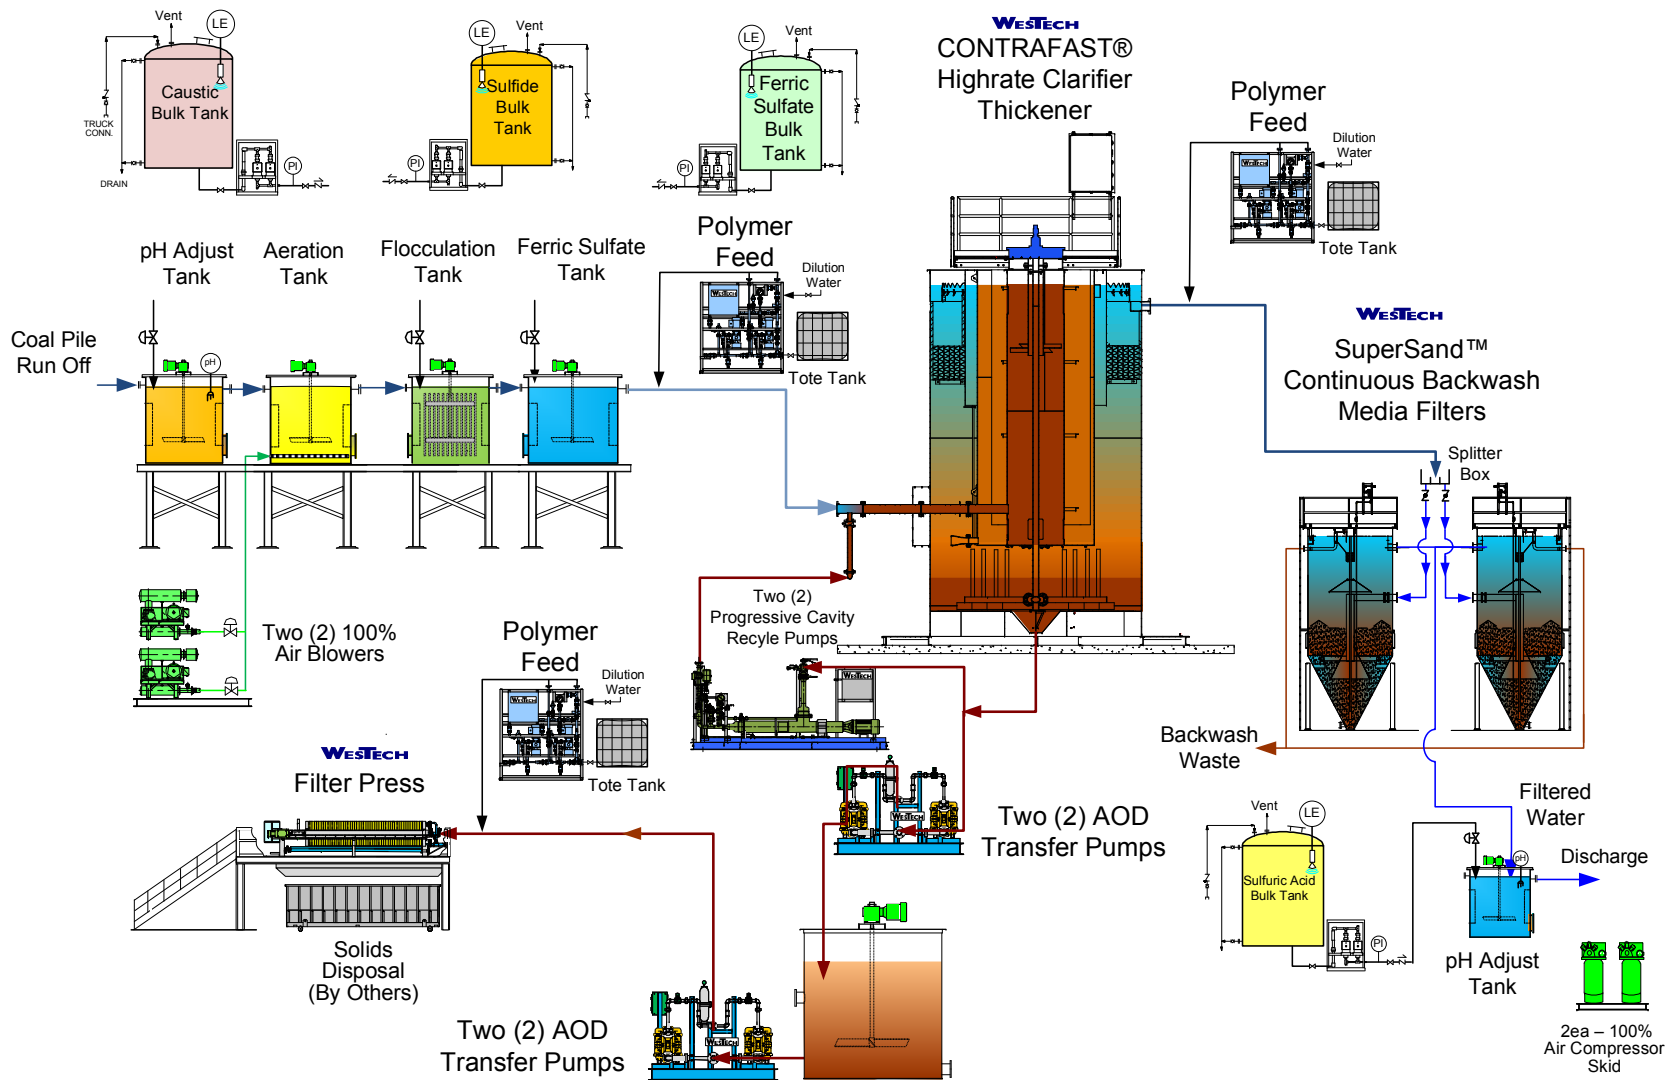 Vent
LE
Caustic
Bulk Tank
TRUCK
CONN.
DRAIN
PI
LE
Vent
Sulfide
Bulk
Tank
PI
LE
Vent
Ferric
Sulfate
Bulk
Tank
PI
WESTECH
CONTRAFAST®
Highrate Clarifier
Thickener
Polymer
Feed
Dilution
Water
WESTECH
Tote Tank
pH Adjust
Tank
Aeration
Tank
Flocculation
Tank
Ferric Sulfate
Tank
Polymer
Feed
Dilution
Water
WESTECH
Tote Tank
Coal Pile
Run Off
pH
WESTECH
SuperSand™
Continuous Backwash
Media Filters
Splitter
Box
Two (2) 100%
Air Blowers
Two (2)
Progressive Cavity
Recyle Pumps
WESTECH
Polymer
Feed
Dilution
Water
WESTECH
Tote Tank
WESTECH
Filter Press
Solids
Disposal
(By Others)
Backwash
Waste
WESTECH
Two (2) AOD
Transfer Pumps
Two (2) AOD
Transfer Pumps
WESTECH
Vent
LE
Sulfuric Acid
Bulk Tank
PI
Filtered
Water
pH
Discharge
pH Adjust
Tank
2ea – 100%
Air Compressor
Skid